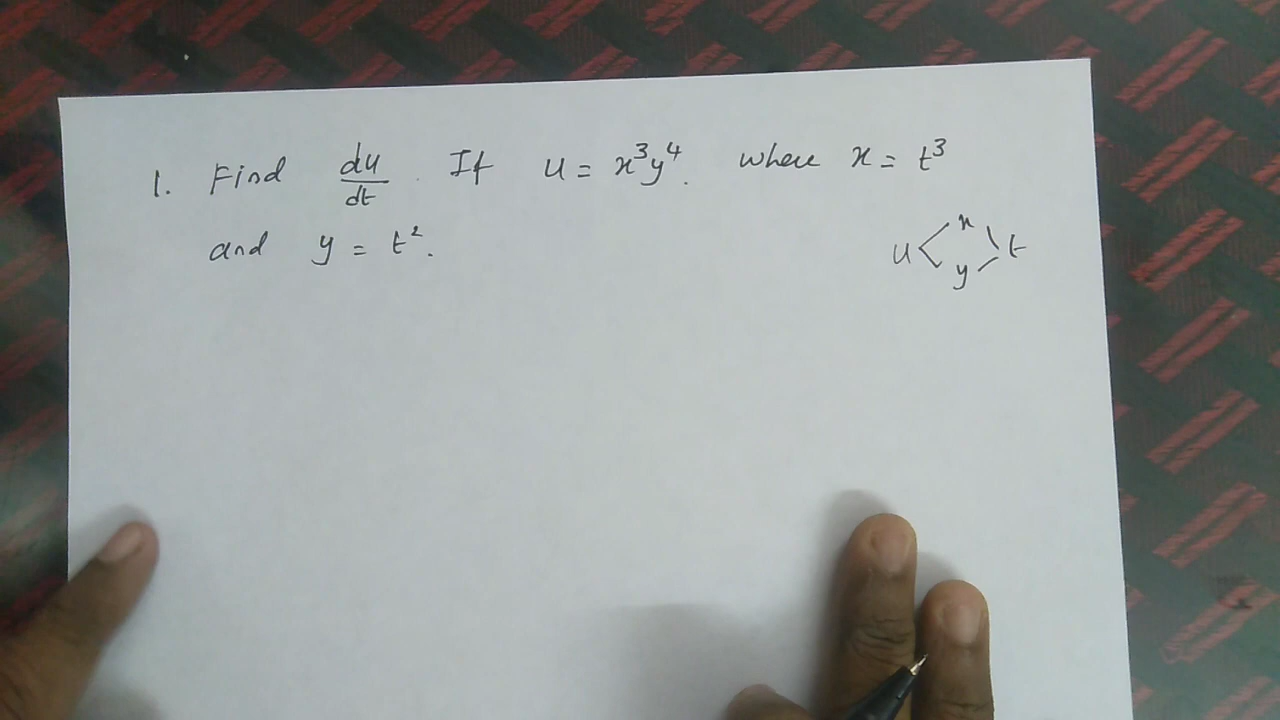 1. Find du/dt. If u = x³y⁴. where x = t³
and y = t².
u < x
y > t